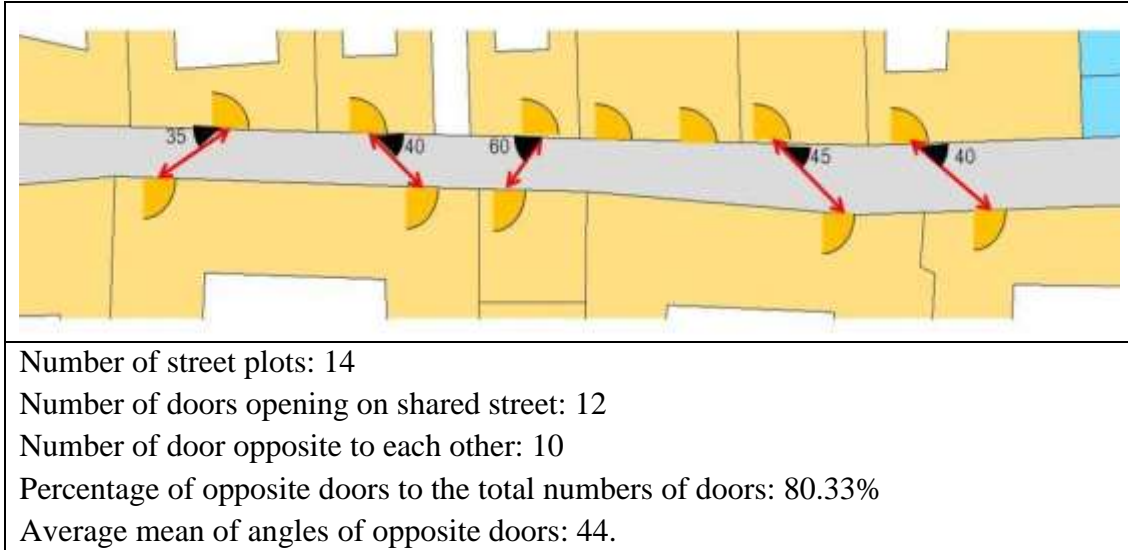 35
40
60
45
40
Number of street plots: 14
Number of doors opening on shared street: 12
Number of door opposite to each other: 10
Percentage of opposite doors to the total numbers of doors: 80.33%
Average mean of angles of opposite doors: 44.